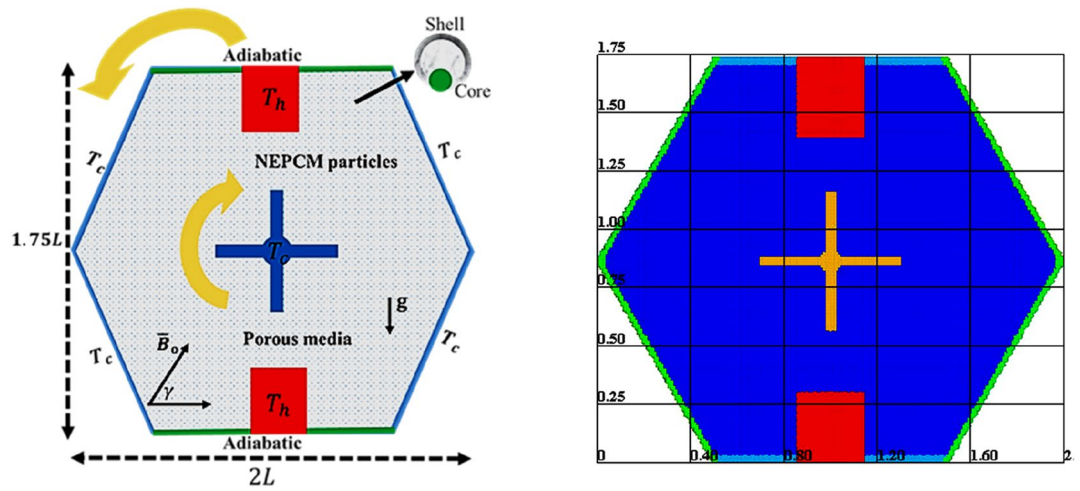 Shell
Adiabatic
Core
T_h
T_c
T_c
NEPCM particles
1.75L
T_c
g
Porous media
T_c
T_c
B̅_o
γ
T_h
Adiabatic
2L
1.75
1.50
1.25
1.00
0.75
0.50
0.25
0.00
0.40
0.80
1.20
1.60
2.